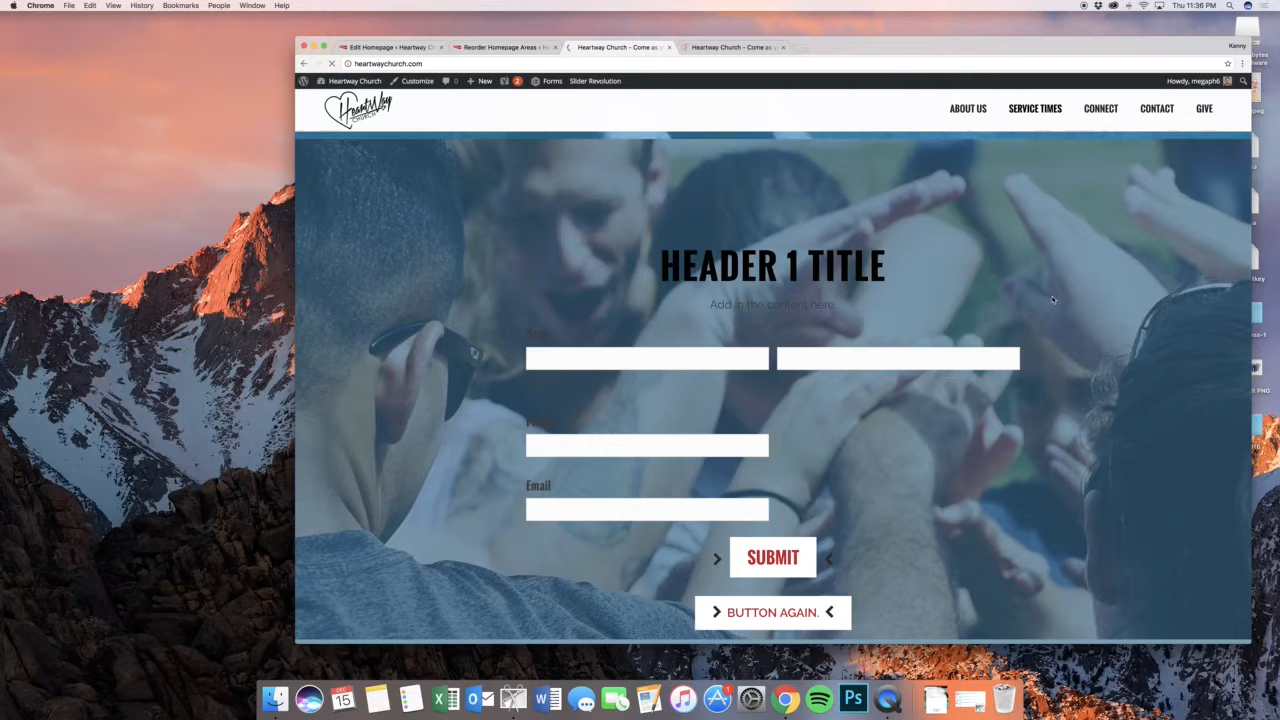 Chrome File Edit View History Bookmarks People Window Help
Thu 11:36 PM
Edit Homepage ‹ Heartway C
Reorder Homepage Areas ‹ H
Heartway Church – Come as
Heartway Church – Come as
Kenny
heartwaychurch.com
Heartway Church Customize 0 New 2 Forms Slider Revolution
Howdy, megaph6
HeartWay
CHURCH
ABOUT US SERVICE TIMES CONNECT CONTACT GIVE
HEADER 1 TITLE
Add in the content here.
Email
SUBMIT
BUTTON AGAIN.
DEC
15
W
Ps